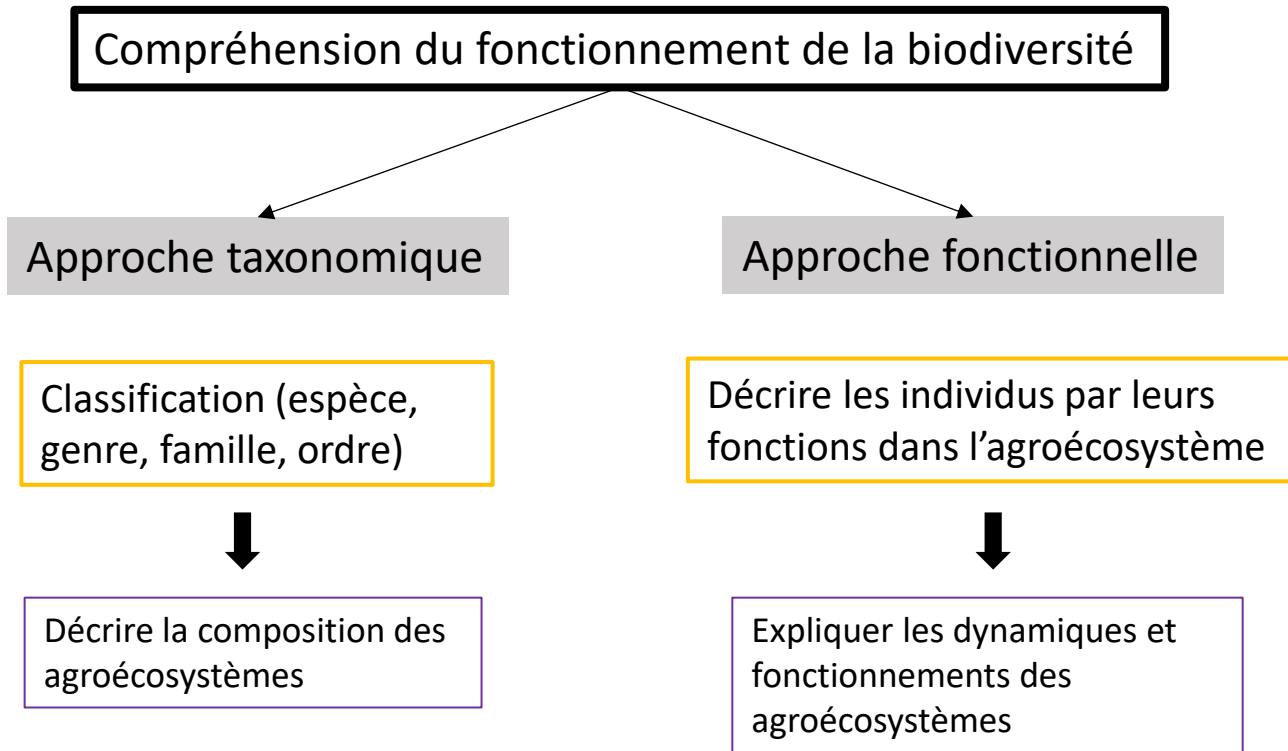 Compréhension du fonctionnement de la biodiversité
Approche taxonomique
Approche fonctionnelle
Classification (espèce,
genre, famille, ordre)
Décrire les individus par leurs
fonctions dans l'agroécosystème
Décrire la composition des
agroécosystèmes
Expliquer les dynamiques et
fonctionnements des
agroécosystèmes